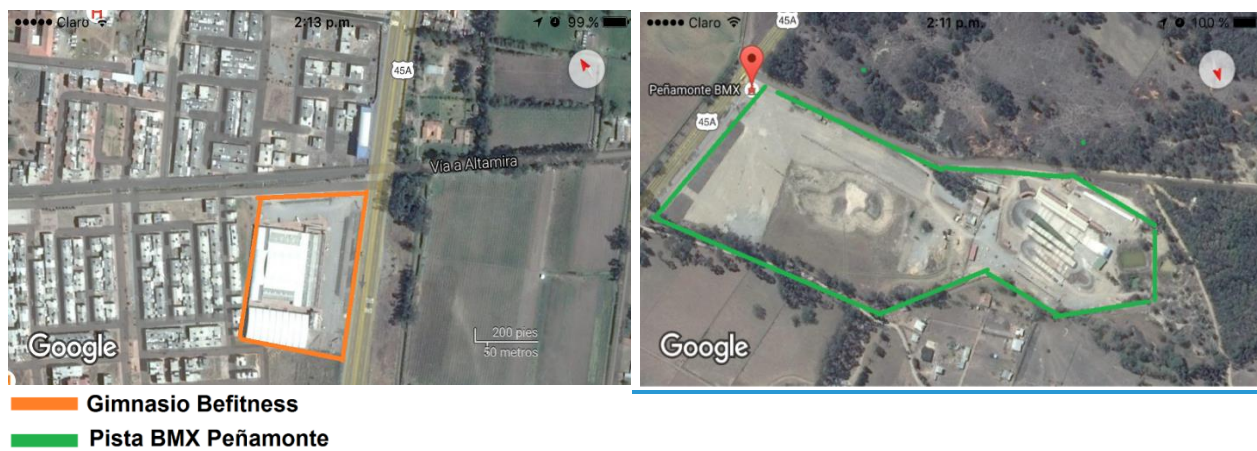 Claro
2:13 p.m.
99 %
45A
Vía a Altamira
200 pies
50 metros
Google
Claro
2:11 p.m.
100 %
45A
Peñamonte BMX
45A
Google
Gimnasio Befitness
Pista BMX Peñamonte